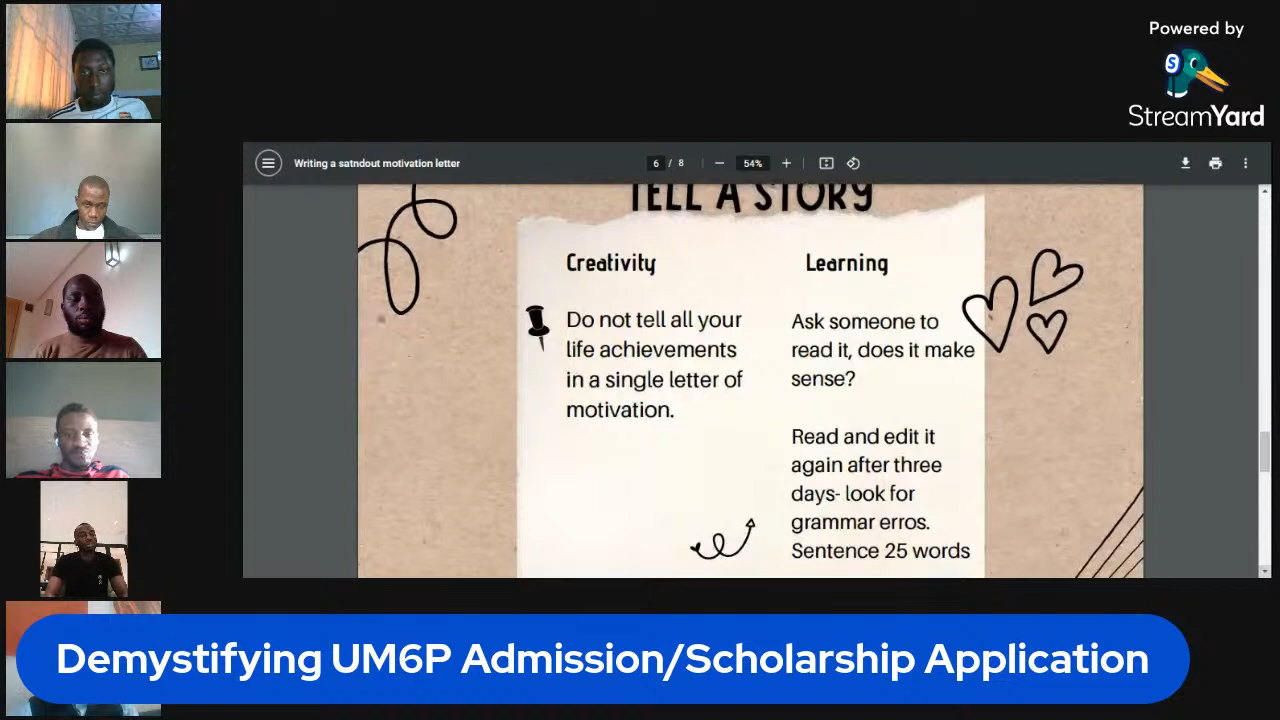 Powered by
StreamYard
Writing a satndout motivation letter
6 / 8
54%
TELL A STORY
Creativity
Do not tell all your
life achievements
in a single letter of
motivation.
Learning
Ask someone to
read it, does it make
sense?
Read and edit it
again after three
days- look for
grammar erros.
Sentence 25 words
Demystifying UM6P Admission/Scholarship Application